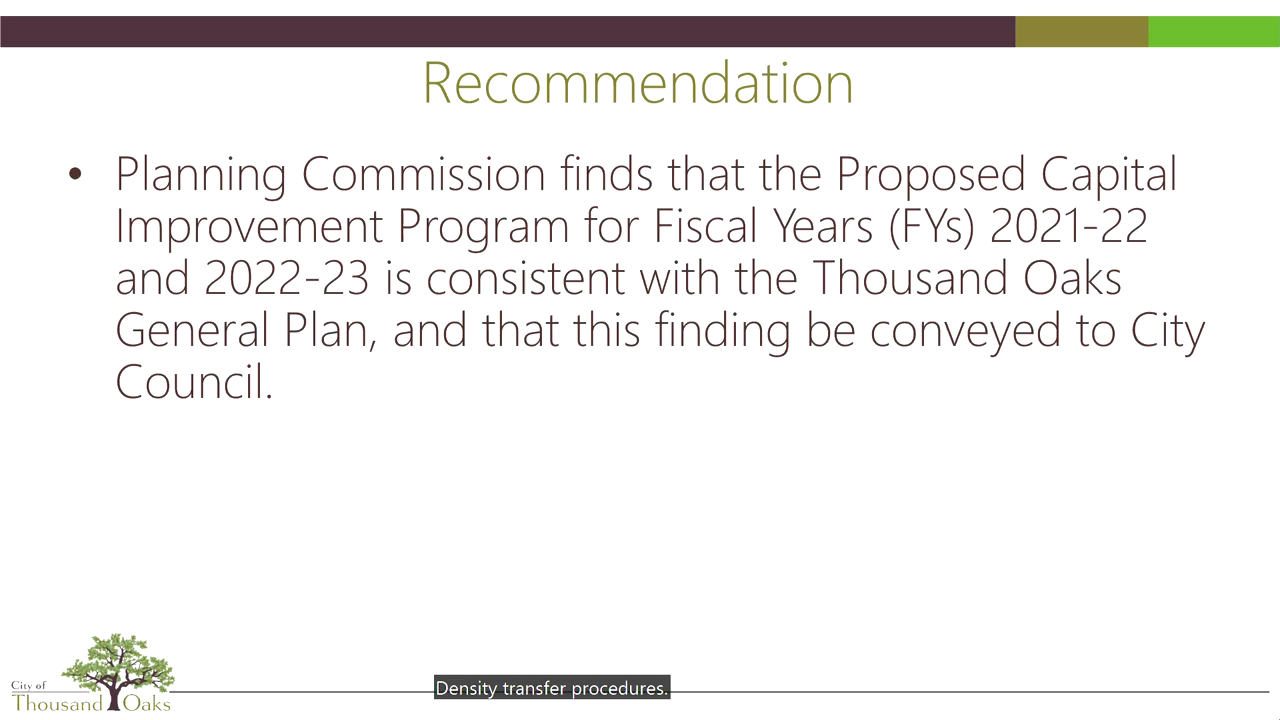 Recommendation
• Planning Commission finds that the Proposed Capital
Improvement Program for Fiscal Years (FYs) 2021-22
and 2022-23 is consistent with the Thousand Oaks
General Plan, and that this finding be conveyed to City
Council.
City of
Thousand Oaks
Density transfer procedures.